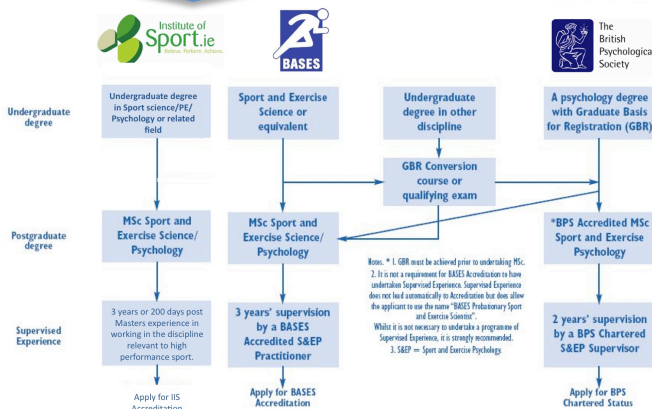 Institute of
Sport.ie
Believe. Perform. Achieve.
BASES
The
British
Psychological
Society
Undergraduate
degree
Undergraduate degree
in Sport science/PE/
Psychology or related
field
Sport and Exercise
Science or
equivalent
Undergraduate
degree in other
discipline
A psychology degree
with Graduate Basis
for Registration (GBR)
GBR Conversion
course or
qualifying exam
Postgraduate
degree
MSc Sport and
Exercise Science/
Psychology
MSc Sport and
Exercise Science/
Psychology
*BPS Accredited MSc
Sport and Exercise
Psychology
Notes. * 1. GBR must be achieved prior to undertaking MSc.
2. It is not a requirement for BASES Accreditation to have
undertaken Supervised Experience. Supervised Experience
does not lead automatically to Accreditation but does allow
the applicant to use the name "BASES Probationary Sport
and Exercise Scientist".
Whilst it is not necessary to undertake a programme of
Supervised Experience, it is strongly recommended.
3. S&EP = Sport and Exercise Psychology.
Supervised
Experience
3 years or 200 days post
Masters experience in
working in the discipline
relevant to high
performance sport.
3 years' supervision
by a BASES
Accredited S&EP
Practitioner
2 years' supervision
by a BPS Chartered
S&EP Supervisor
Apply for IIS
Accreditation
Apply for BASES
Accreditation
Apply for BPS
Chartered Status